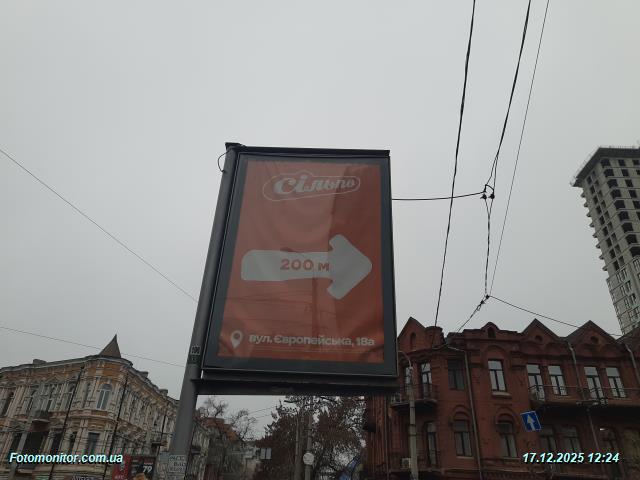 сільпо
200 м
вул. Європейська, 18а
Fotomonitor.com.ua
17.12.2025 12:24